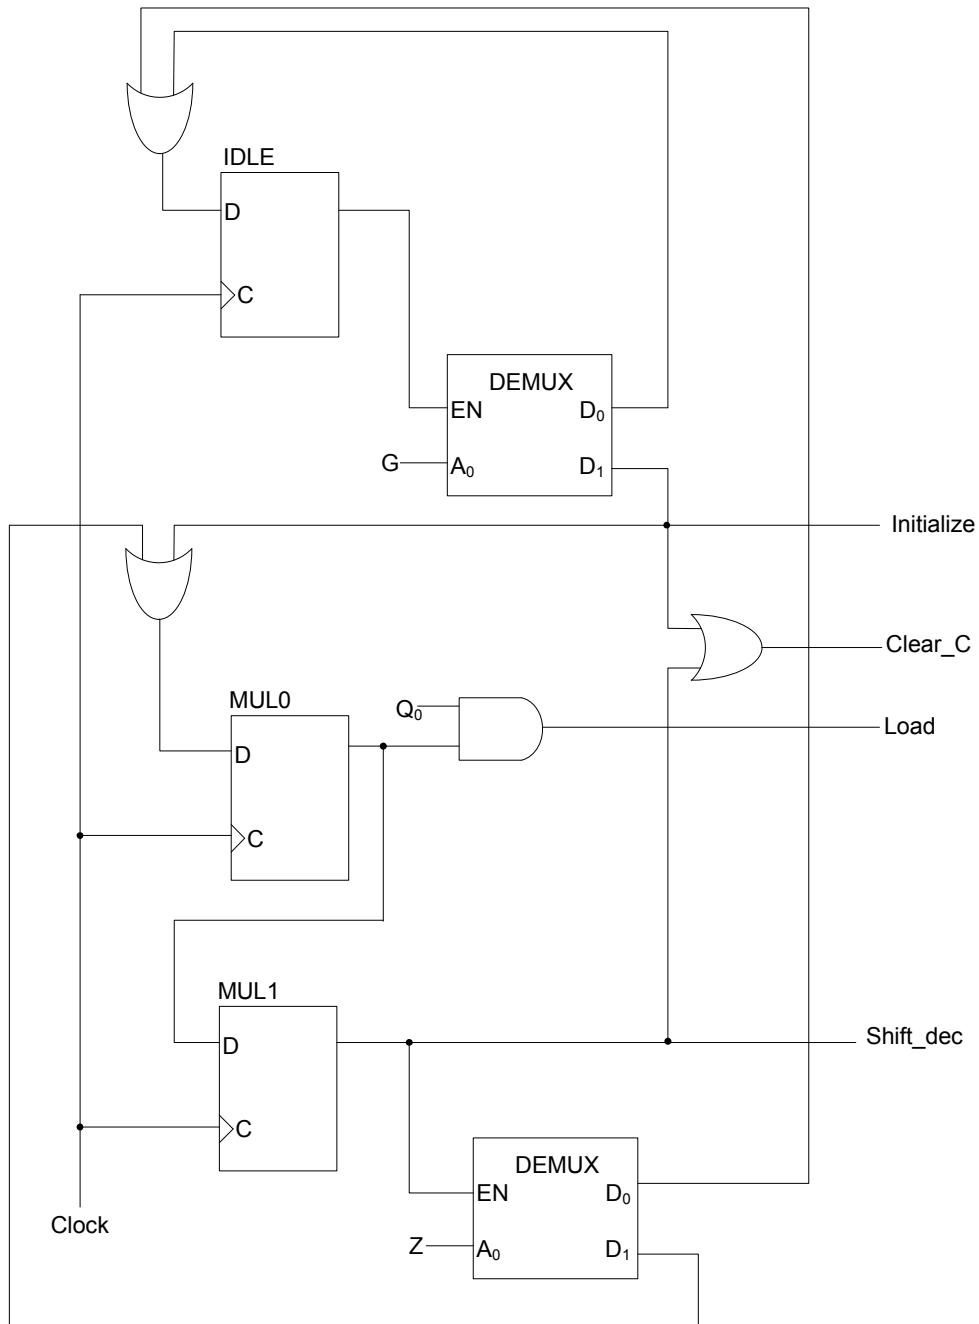 IDLE
D
C
DEMUX
EN D₀
G A₀ D₁
Initialize
Clear_C
MUL0
Q₀
Load
D
C
MUL1
D
Shift_dec
C
DEMUX
EN D₀
Clock
Z A₀ D₁